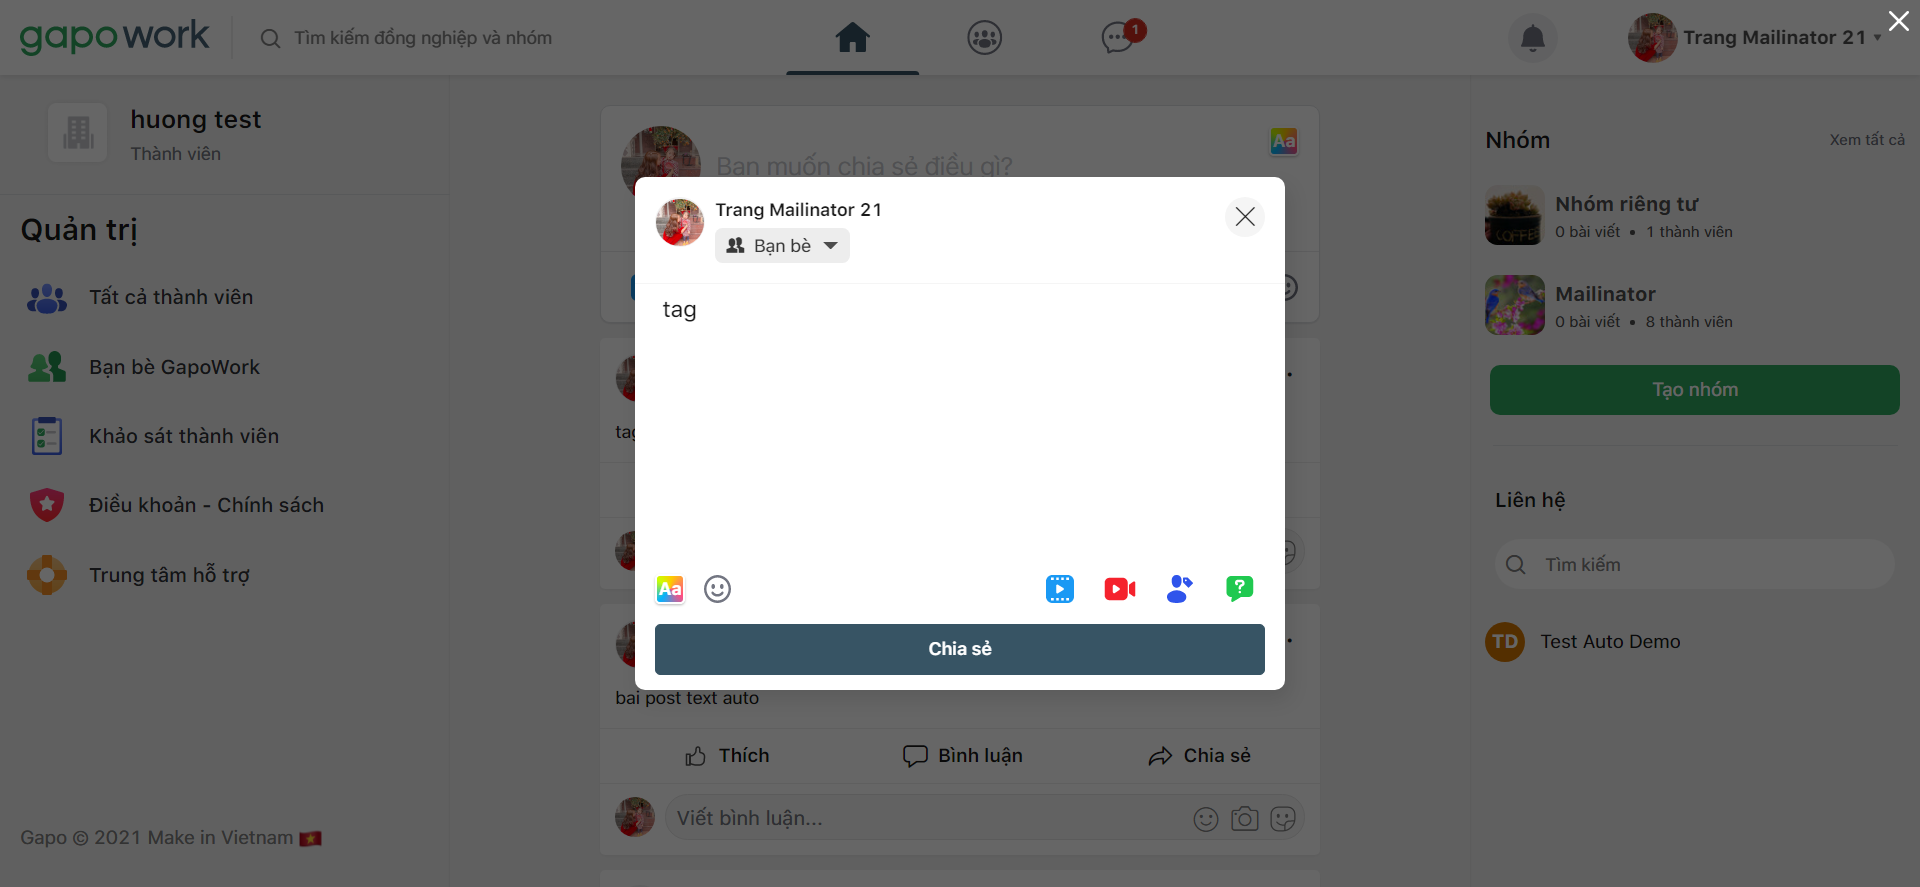 gapowork
Tìm kiếm đồng nghiệp và nhóm
1
Trang Mailinator 21
huong test
Thành viên
Quản trị
Tất cả thành viên
Bạn bè GapoWork
Khảo sát thành viên
Điều khoản - Chính sách
Trung tâm hỗ trợ
Gapo © 2021 Make in Vietnam
Bạn muốn chia sẻ điều gì?
Aa
Trang Mailinator 21
Bạn bè
tag
Aa
Chia sẻ
tag
bai post text auto
Thích
Bình luận
Chia sẻ
Viết bình luận...
Nhóm
Xem tất cả
Nhóm riêng tư
0 bài viết • 1 thành viên
COFFE
Mailinator
0 bài viết • 8 thành viên
Tạo nhóm
Liên hệ
Tìm kiếm
TD
Test Auto Demo